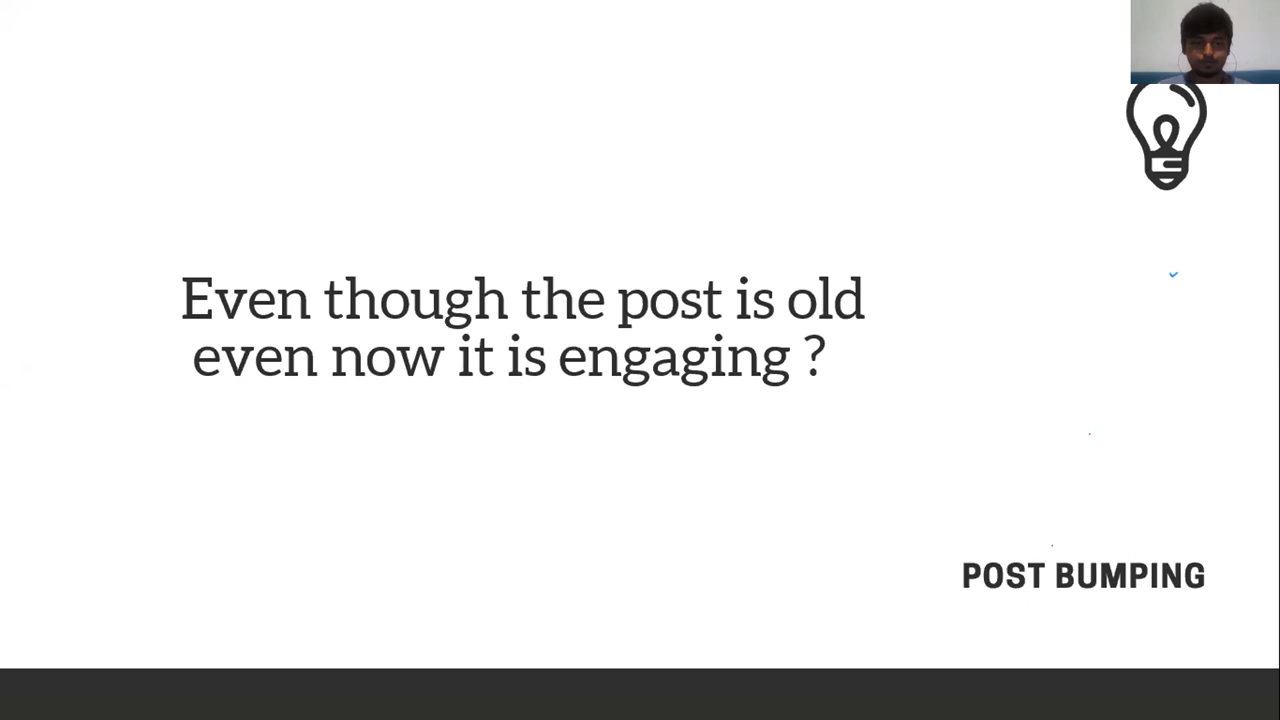 Even though the post is old
even now it is engaging ?
POST BUMPING